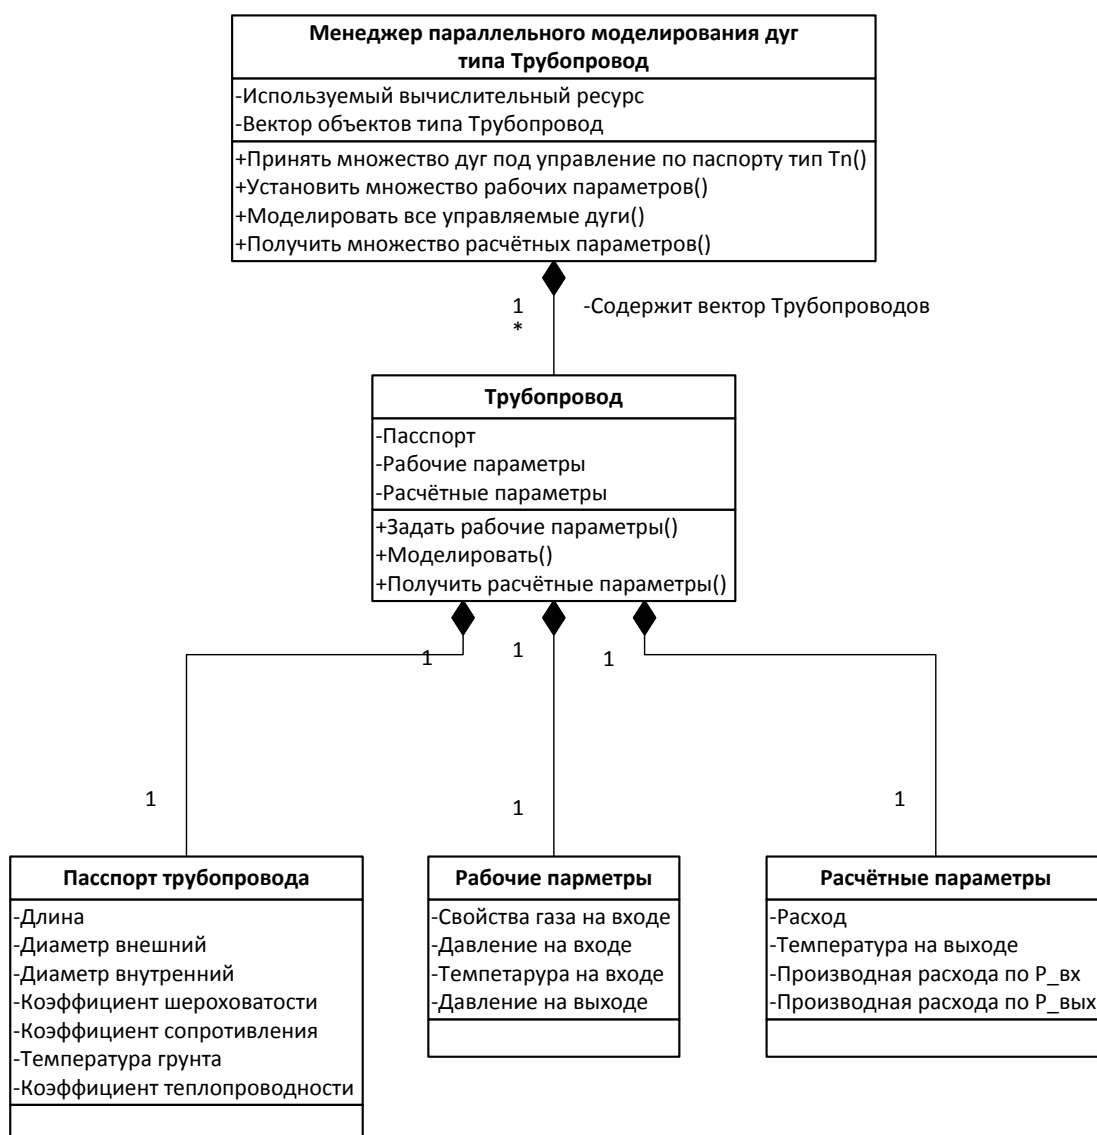 Менеджер параллельного моделирования дуг
типа Трубопровод
-Используемый вычислительный ресурс
-Вектор объектов типа Трубопровод
+Принять множество дуг под управление по паспорту тип Tn()
+Установить множество рабочих параметров()
+Моделировать все управляемые дуги()
+Получить множество расчётных параметров()
1
-Содержит вектор Трубопроводов
*
Трубопровод
-Пасспорт
-Рабочие параметры
-Расчётные параметры
+Задать рабочие параметры()
+Моделировать()
+Получить расчётные параметры()
1
1
1
1
1
1
Пасспорт трубопровода
-Длина
-Диаметр внешний
-Диаметр внутренний
-Коэффициент шероховатости
-Коэффициент сопротивления
-Температура грунта
-Коэффициент теплопроводности
Рабочие парметры
-Свойства газа на входе
-Давление на входе
-Темпетарура на входе
-Давление на выходе
Расчётные параметры
-Расход
-Температура на выходе
-Производная расхода по P_вх
-Производная расхода по P_вых